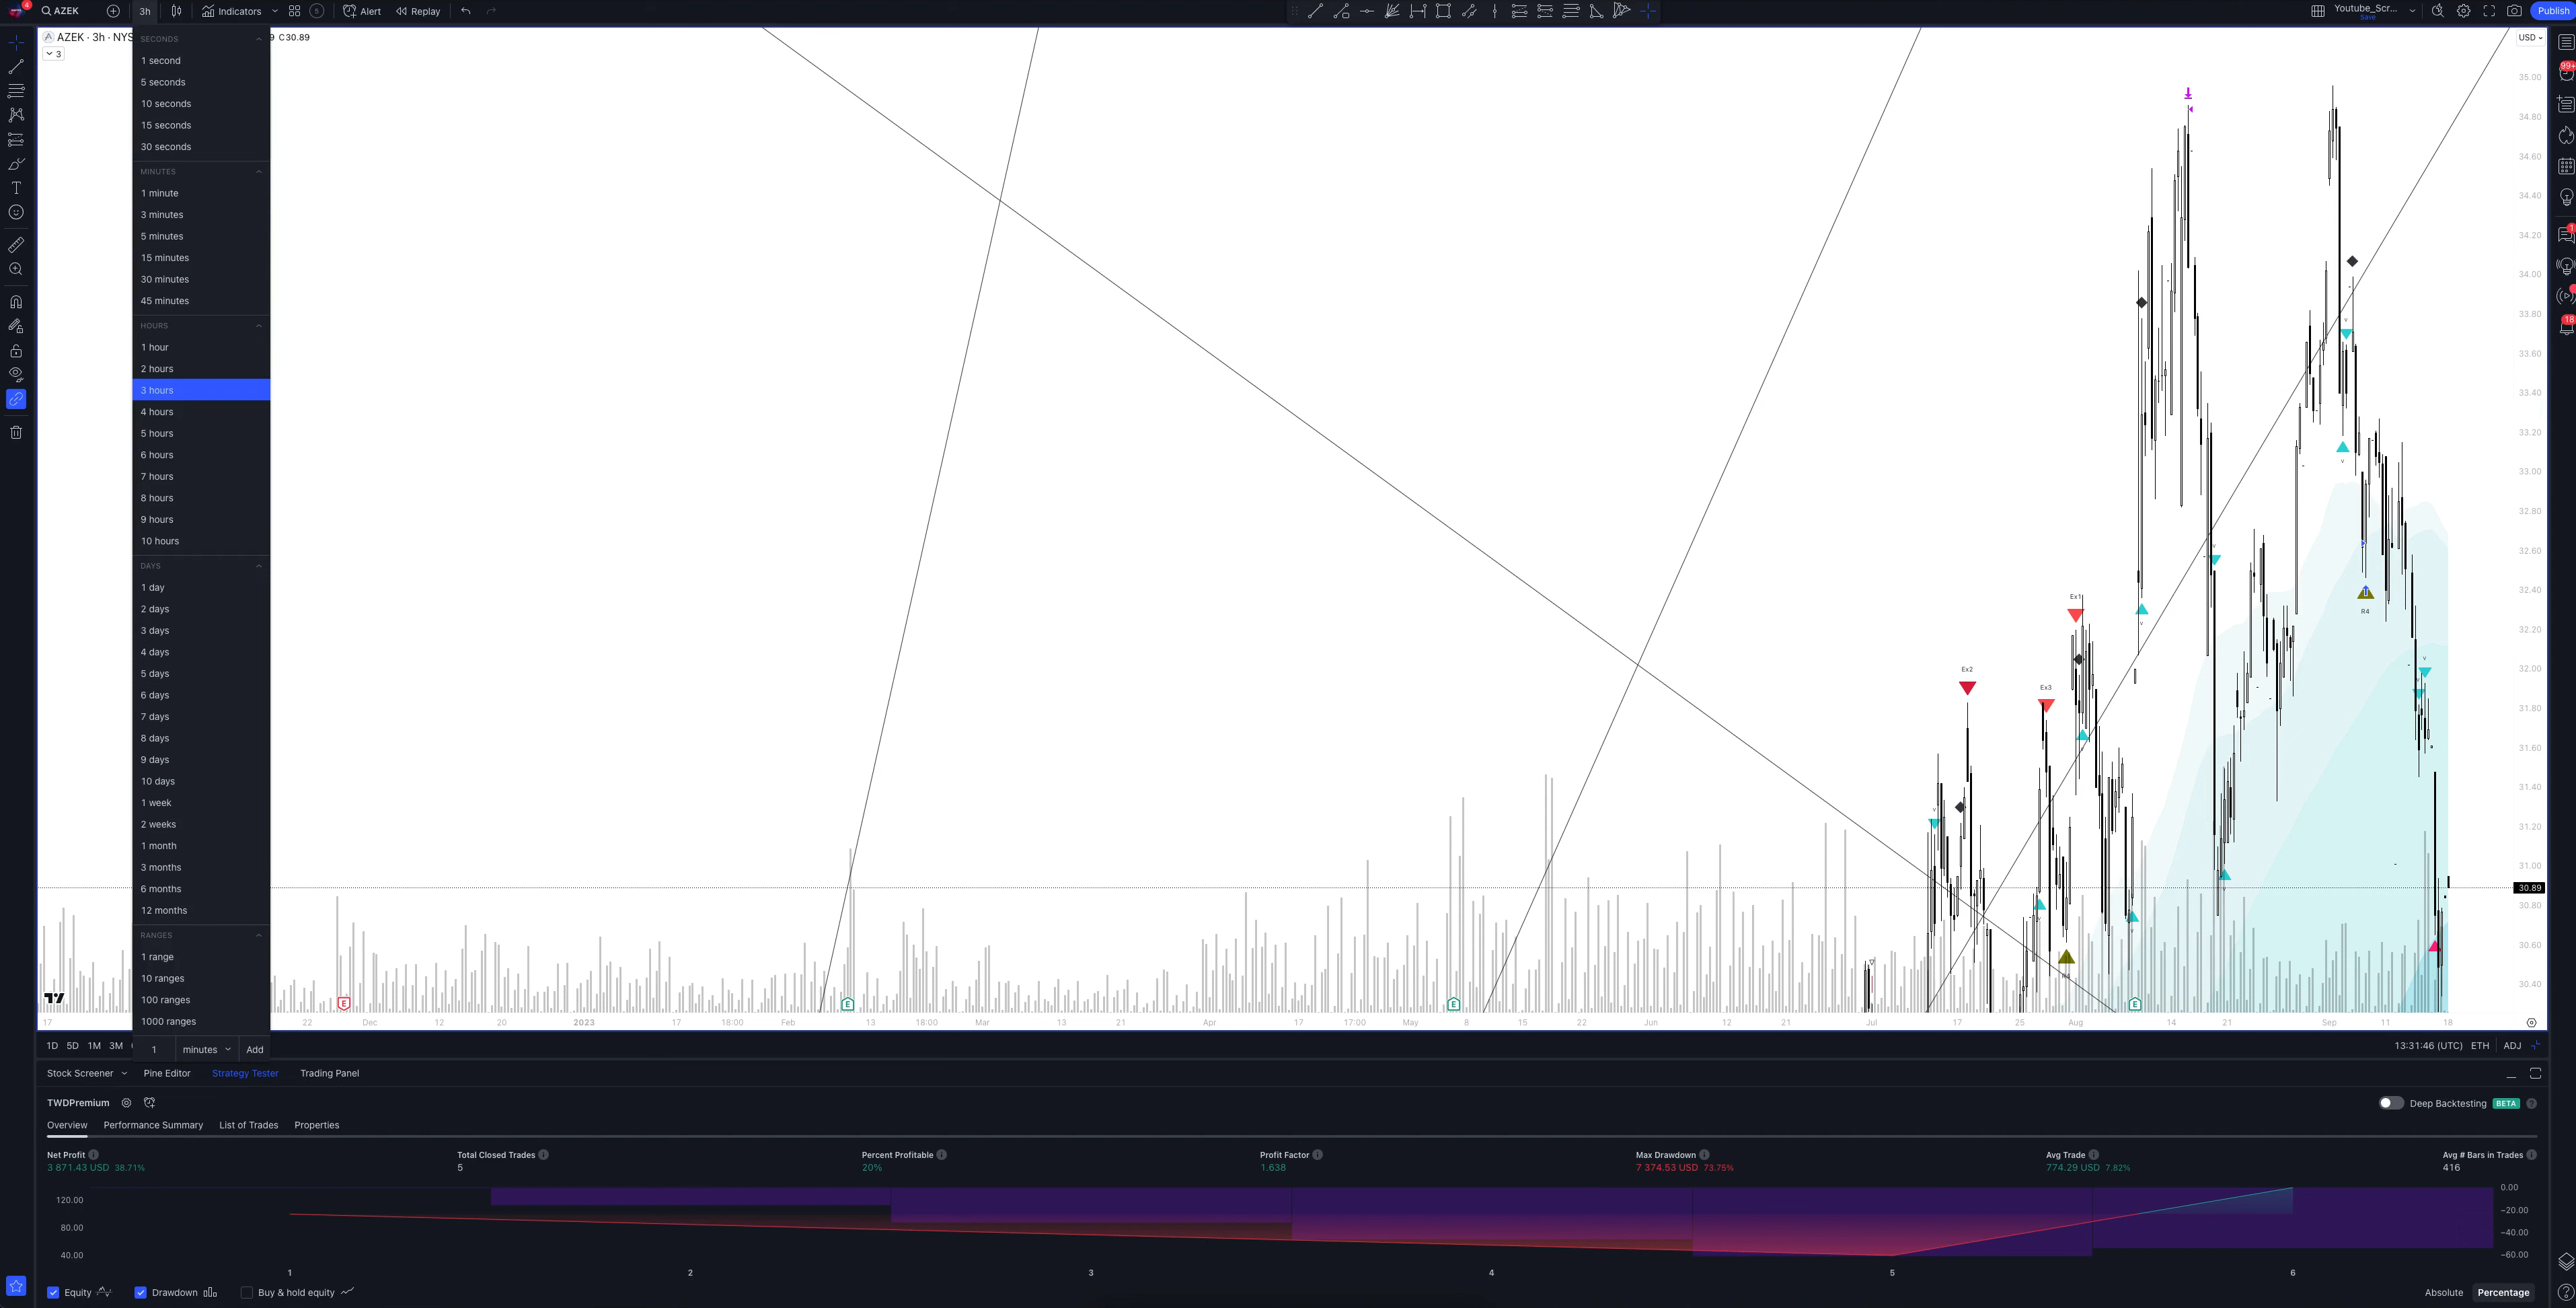 4
AZEK
3h
Indicators
5
Alert
Replay
Youtube_Scr...
Save
Publish
AZEK · 3h · NYS
9 C30.89
3
USD
SECONDS
1 second
5 seconds
10 seconds
15 seconds
30 seconds
MINUTES
1 minute
3 minutes
5 minutes
15 minutes
30 minutes
45 minutes
HOURS
1 hour
2 hours
3 hours
4 hours
5 hours
6 hours
7 hours
8 hours
9 hours
10 hours
DAYS
1 day
2 days
3 days
4 days
5 days
6 days
7 days
8 days
9 days
10 days
1 week
2 weeks
1 month
3 months
6 months
12 months
RANGES
1 range
10 ranges
100 ranges
1000 ranges
1 minutes Add
35.00
34.80
34.60
34.40
34.20
34.00
33.80
33.60
33.40
33.20
33.00
32.80
32.60
32.40
32.20
32.00
31.80
31.60
31.40
31.20
31.00
30.89
30.80
30.60
30.40
99+
1
18
Ex1
Ex2
Ex3
R4
R4
E
E
E
E
17 22 Dec 12 20 2023 17 18:00 Feb 13 18:00 Mar 13 21 Apr 17 17:00 May 8 15 22 Jun 12 21 Jul 17 25 Aug 14 21 Sep 11 18
1D 5D 1M 3M
13:31:46 (UTC) ETH ADJ
Stock Screener Pine Editor Strategy Tester Trading Panel
TWDPremium
Deep Backtesting BETA
Overview Performance Summary List of Trades Properties
Net Profit Total Closed Trades Percent Profitable Profit Factor Max Drawdown Avg Trade Avg # Bars in Trades
3 871.43 USD 38.71% 5 20% 1.638 7 374.53 USD 73.75% 774.29 USD 7.82% 416
120.00
80.00
40.00
0.00
−20.00
−40.00
−60.00
1 2 3 4 5 6
Equity Drawdown Buy & hold equity
Absolute Percentage